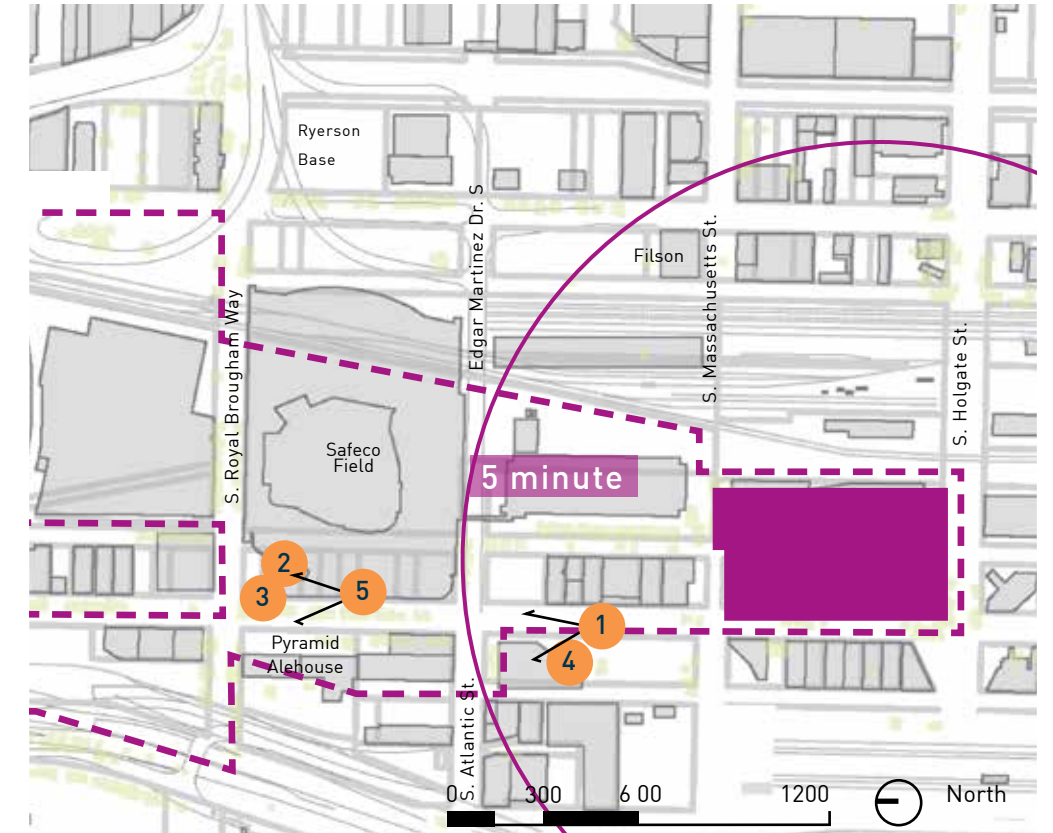 Ryerson
Base
Edgar Martinez Dr. S
Filson
S. Massachusetts St.
S. Royal Brougham Way
S. Holgate St.
Safeco
Field
5 minute
2
3
5
1
4
Pyramid
Alehouse
S. Atlantic St.
0 300 6 00 1200
North